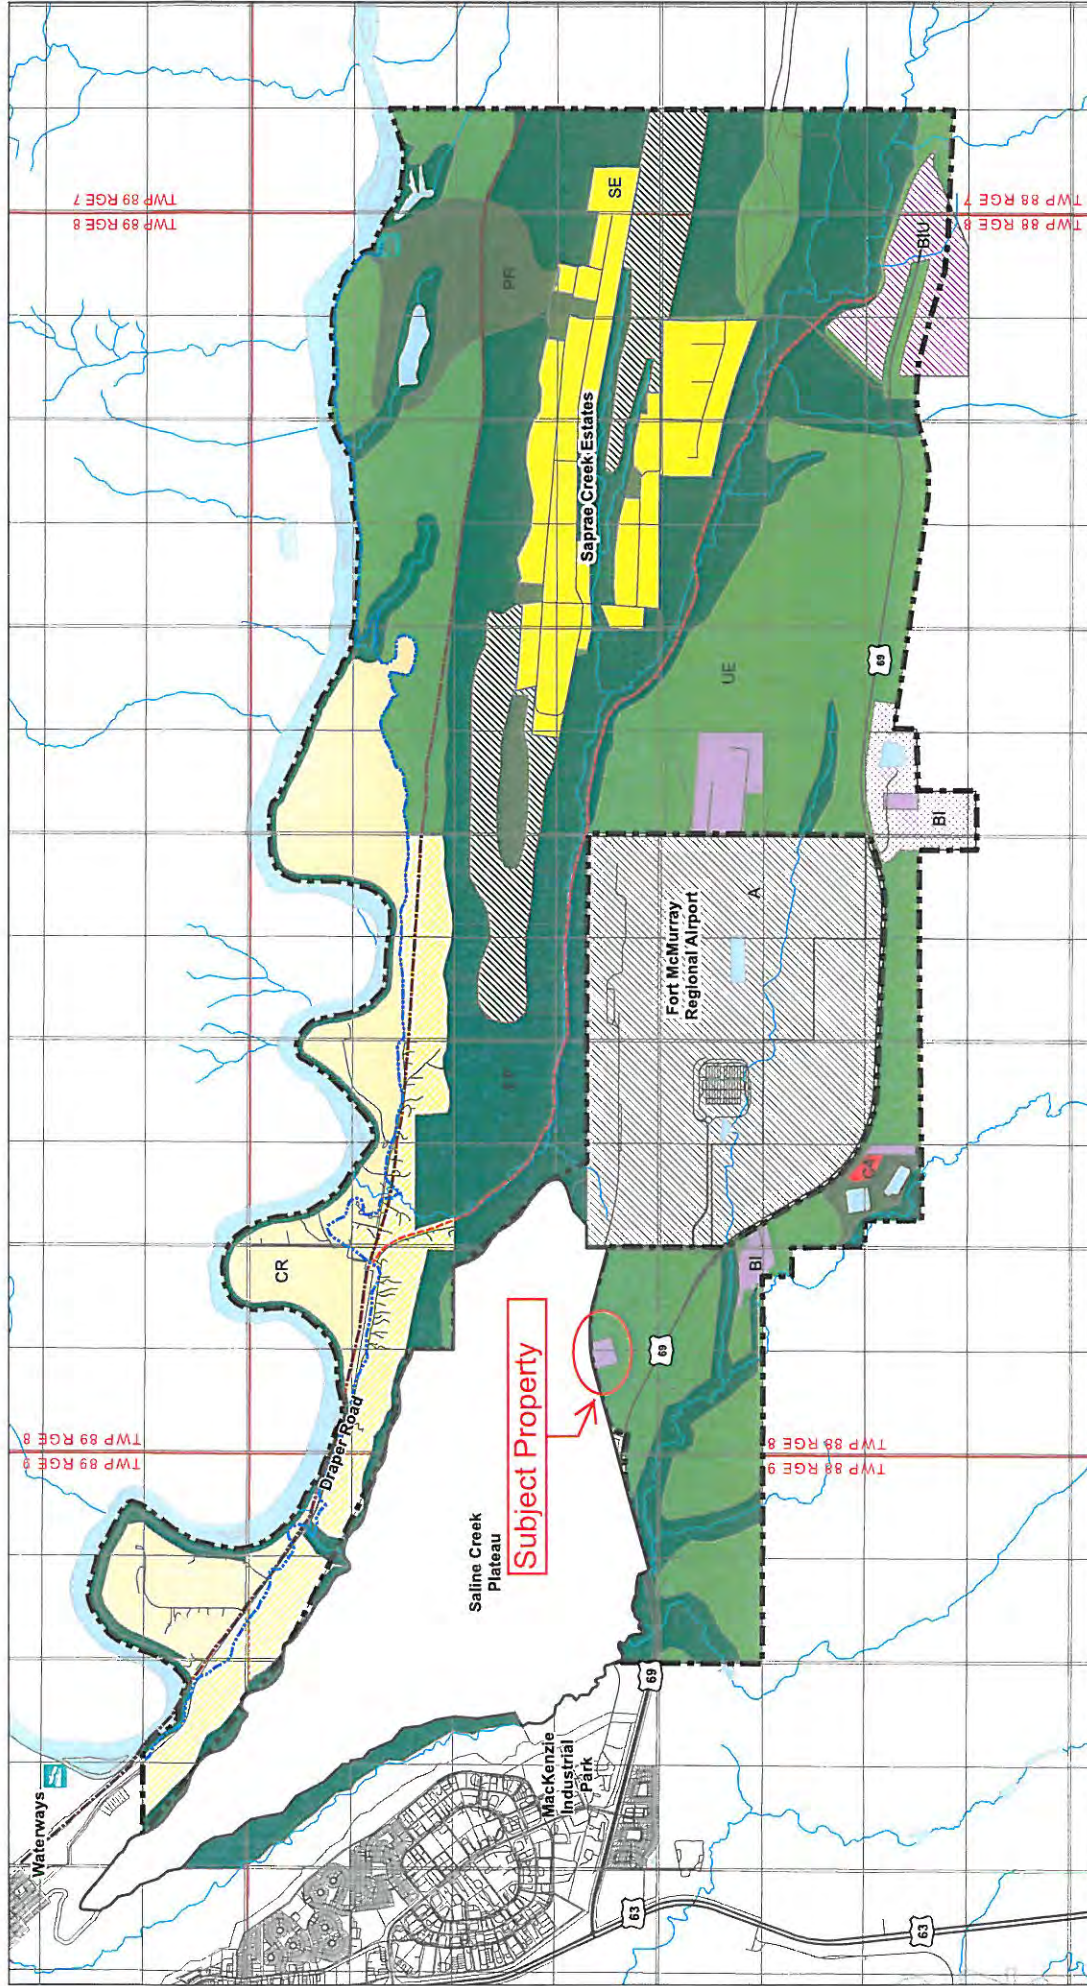 Waterways
TWP 89 RGE 9
TWP 89 RGE 8
TWP 89 RGE 8
TWP 89 RGE 7
Draper Road
CR
PR
SE
Saprae Creek Estates
Saline Creek
Plateau
Subject Property
MacKenzie
Industrial
Park
Fort McMurray
Regional Airport
A
UE
BIU
BI
BI
69
69
69
63
63
TWP 88 RGE 9
TWP 88 RGE 8
TWP 88 RGE 8
TWP 88 RGE 7